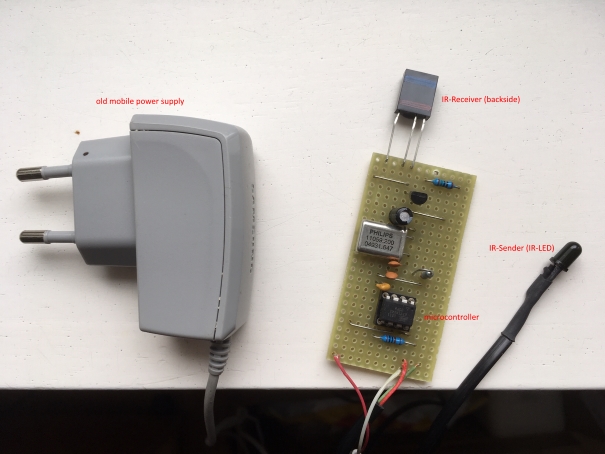 old mobile power supply
IR-Receiver (backside)
PHILIPS
IR-Sender (IR-LED)
microcontroller